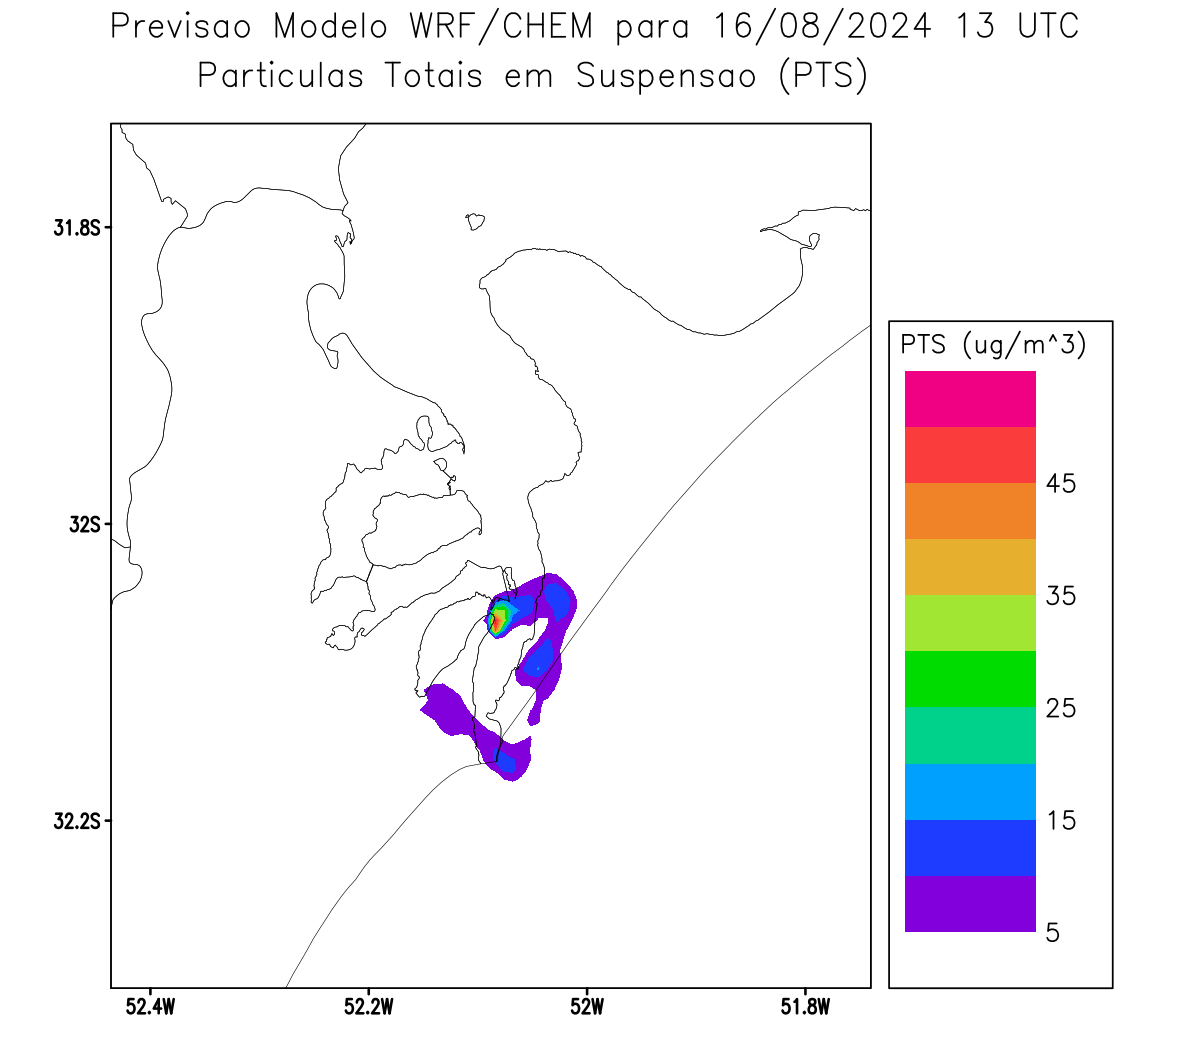 Previsao Modelo WRF/CHEM para 16/08/2024 13 UTC
Particulas Totais em Suspensao (PTS)
31.8S
32S
32.2S
52.4W
52.2W
52W
51.8W
PTS (ug/m^3)
45
35
25
15
5